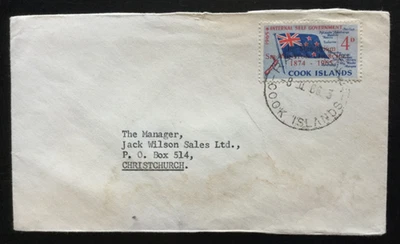 INTERNAL SELF GOVERNMENT
4d
1874 - 1965
COOK ISLANDS
COOK ISLANDS
The Manager,
Jack Wilson Sales Ltd.,
P. O. Box 514,
CHRISTCHURCH.